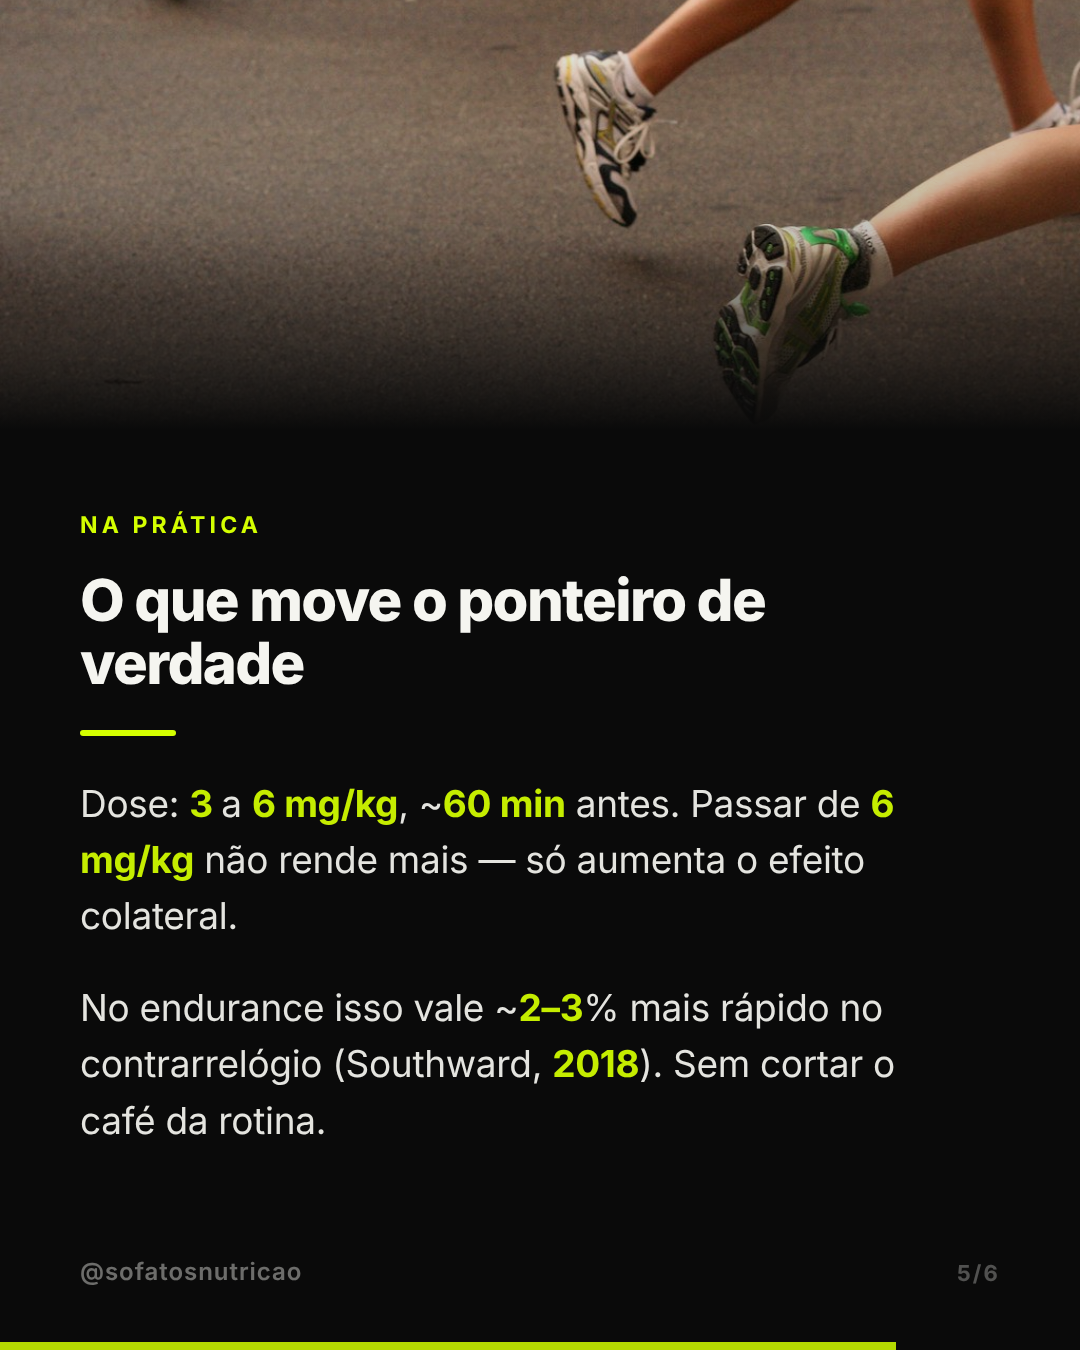 NA PRÁTICA
O que move o ponteiro de
verdade
Dose: 3 a 6 mg/kg, ~60 min antes. Passar de 6
mg/kg não rende mais — só aumenta o efeito
colateral.
No endurance isso vale ~2–3% mais rápido no
contrarrelógio (Southward, 2018). Sem cortar o
café da rotina.
@sofatosnutricao
5/6